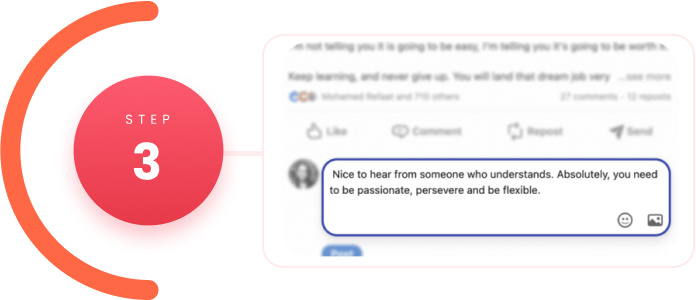 STEP
3
m not telling you it is going to be easy, I'm telling you it's going to be worth it.
Keep learning, and never give up. You will land that dream job very ...see more
Mohamed Refaat and 715 others 27 comments · 12 reposts
Like Comment Repost Send
Nice to hear from someone who understands. Absolutely, you need
to be passionate, persevere and be flexible.
Post